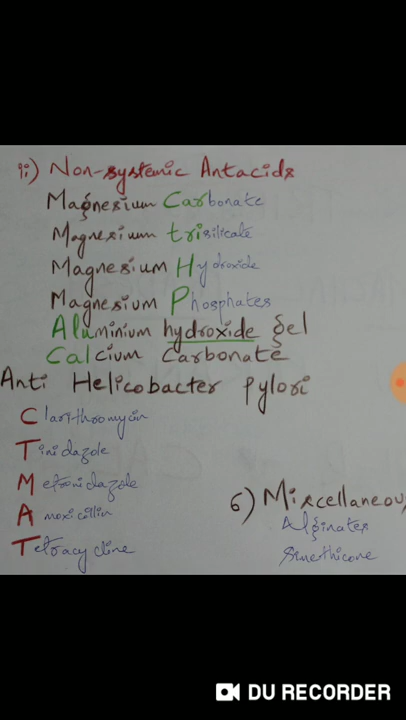 ii) Non-systemic Antacids
Magnesium Carbonate
Magnesium trisilicate
Magnesium Hydroxide
Magnesium Phosphates
Aluminium hydroxide gel
Calcium Carbonate
Anti Helicobacter pylori
Clarithromycin
Tinidazole
Metronidazole
Amoxicillin
Tetracycline
6) Miscellaneou
Alginates
Simethicone
DU RECORDER